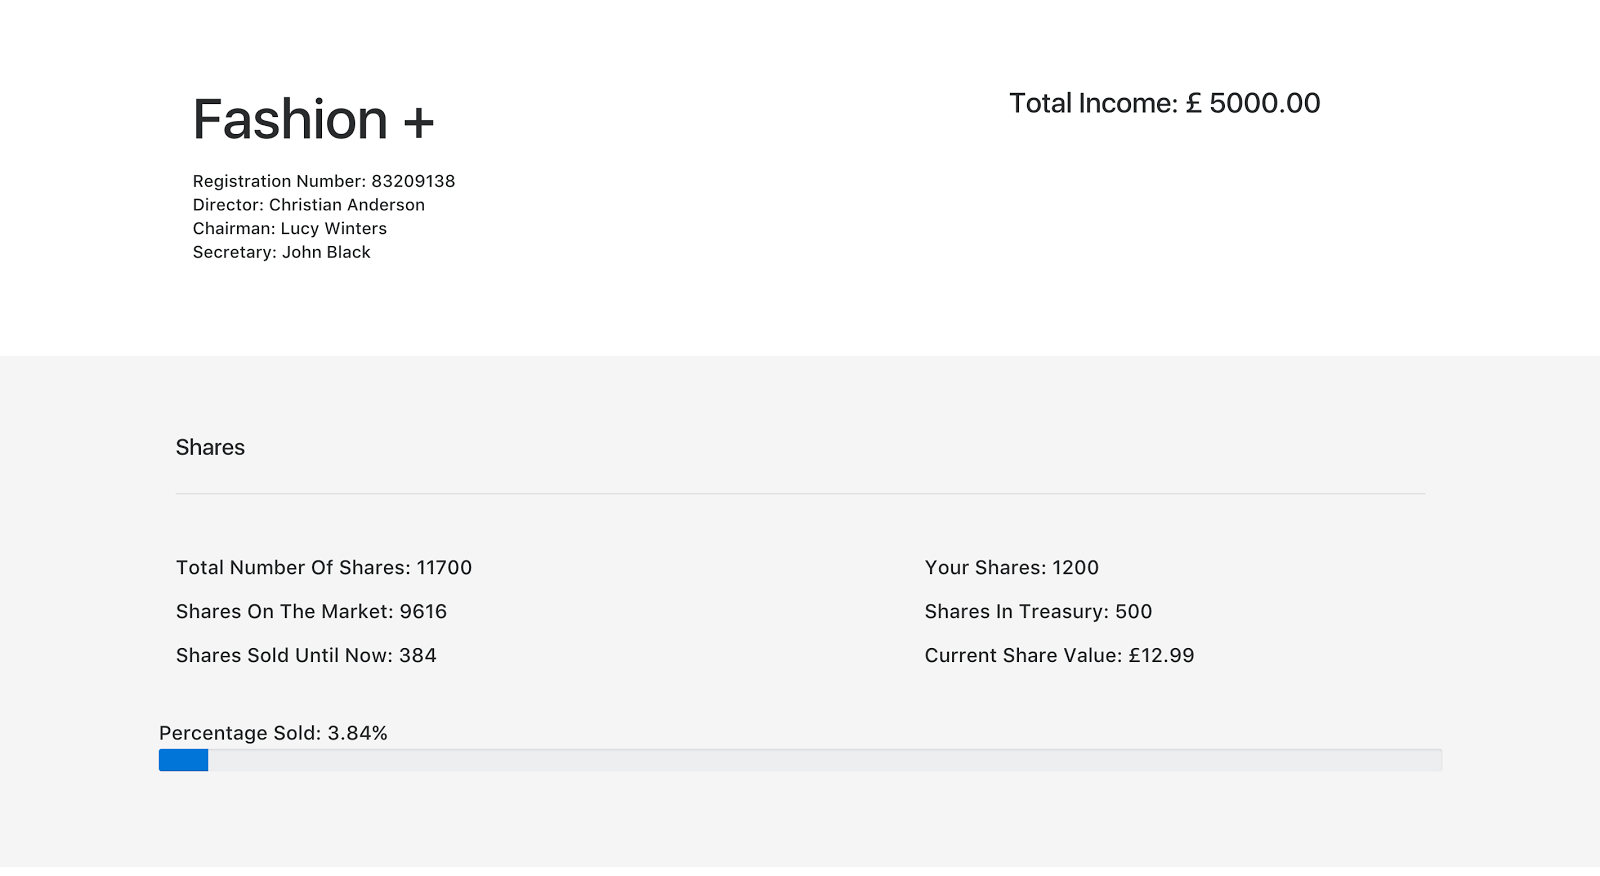 Fashion +
Total Income: £ 5000.00
Registration Number: 83209138
Director: Christian Anderson
Chairman: Lucy Winters
Secretary: John Black
Shares
Total Number Of Shares: 11700
Your Shares: 1200
Shares On The Market: 9616
Shares In Treasury: 500
Shares Sold Until Now: 384
Current Share Value: £12.99
Percentage Sold: 3.84%